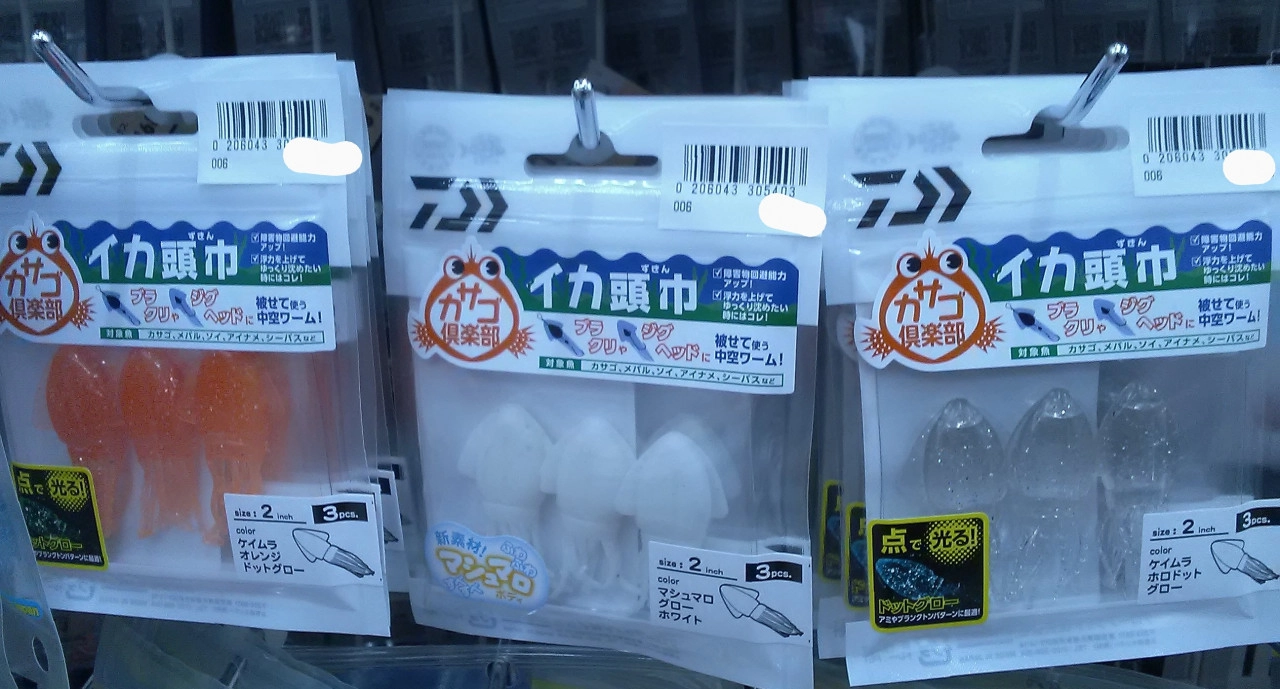 0 206043 30
006
カサゴ
倶楽部
ずきん
イカ頭巾
障害物回避能力
アップ!
浮力を上げて
ゆっくり沈めたい
時にはコレ!
ブラクリや
ジグヘッドに
被せて使う
中空ワーム!
対象魚
カサゴ、メバル、ソイ、アイナメ、シーバスなど
点で光る!
ドットグロー
size:2 inch
3pcs.
color
ケイムラ
オレンジ
ドットグロー
0 206043 305403
006
カサゴ
倶楽部
ずきん
イカ頭巾
障害物回避能力
アップ!
浮力を上げて
ゆっくり沈めたい
時にはコレ!
ブラクリや
ジグヘッドに
被せて使う
中空ワーム!
対象魚
カサゴ、メバル、ソイ、アイナメ、シーバスなど
新素材!
マシュマロ
ボディ
size:2 inch
3pcs.
color
マシュマロ
グロー
ホワイト
0 206043 30
006
カサゴ
倶楽部
ずきん
イカ頭巾
障害物回避能力
アップ!
浮力を上げて
ゆっくり沈めたい
時にはコレ!
ブラクリや
ジグヘッドに
被せて使う
中空ワーム!
対象魚
カサゴ、メバル、ソイ、アイナメ、シーバスなど
点で光る!
ドットグロー
アミやプランクトンパターンに最適!
size:2 inch
3pcs.
color
ケイムラ
ホロドット
グロー